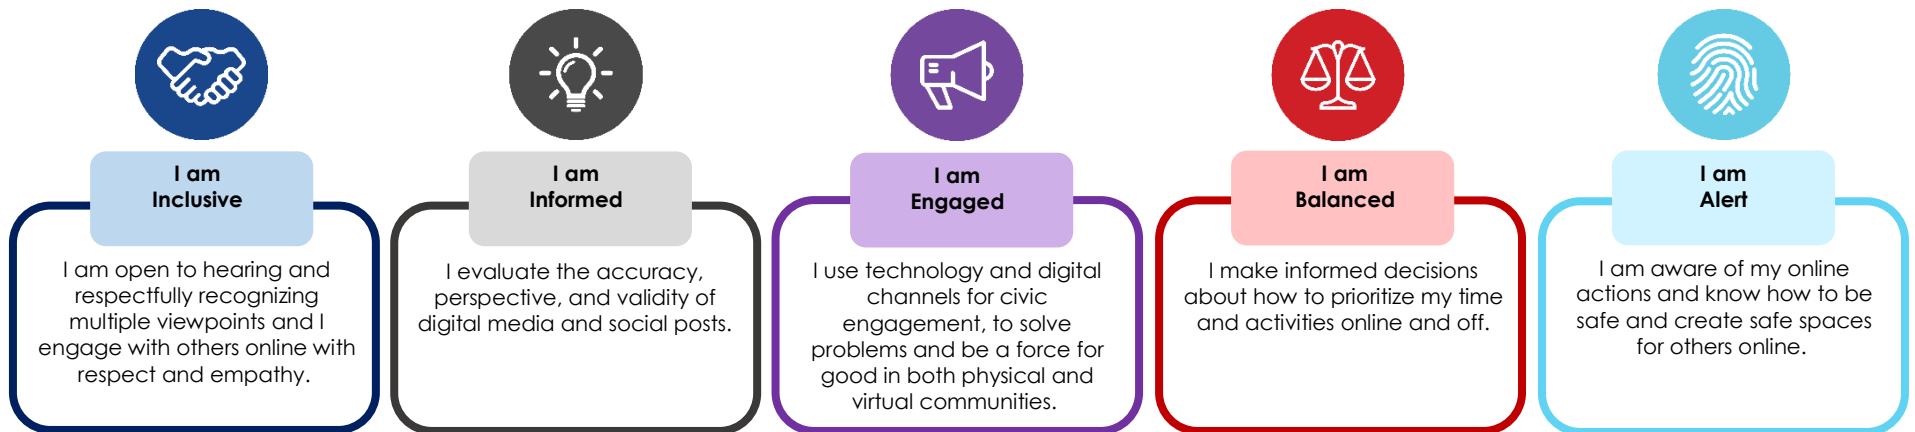 I am
Inclusive
I am open to hearing and
respectfully recognizing
multiple viewpoints and I
engage with others online with
respect and empathy.
I am
Informed
I evaluate the accuracy,
perspective, and validity of
digital media and social posts.
I am
Engaged
I use technology and digital
channels for civic
engagement, to solve
problems and be a force for
good in both physical and
virtual communities.
I am
Balanced
I make informed decisions
about how to prioritize my time
and activities online and off.
I am
Alert
I am aware of my online
actions and know how to be
safe and create safe spaces
for others online.